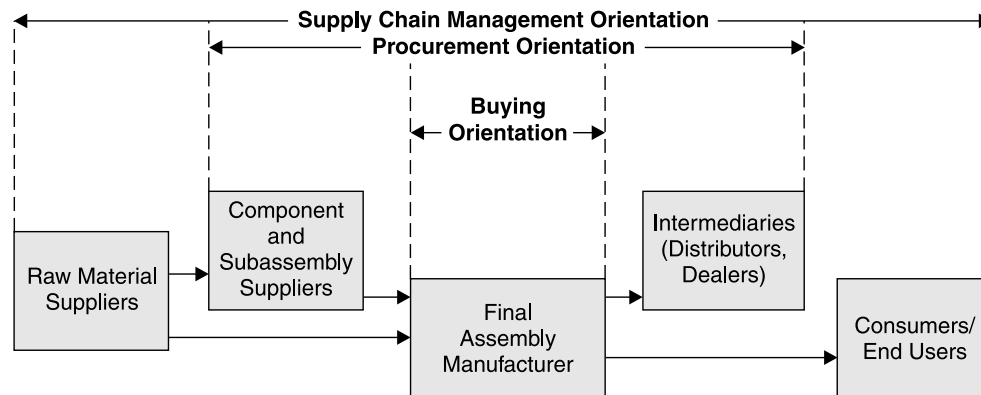 Supply Chain Management Orientation
Procurement Orientation
Buying
Orientation
Component
and
Subassembly
Suppliers
Intermediaries
(Distributors,
Dealers)
Raw Material
Suppliers
Final
Assembly
Manufacturer
Consumers/
End Users